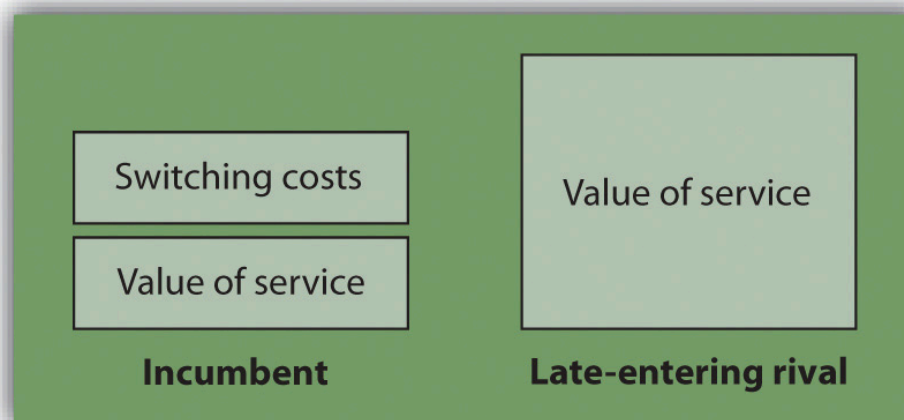 Switching costs
Value of service
Incumbent
Value of service
Late-entering rival